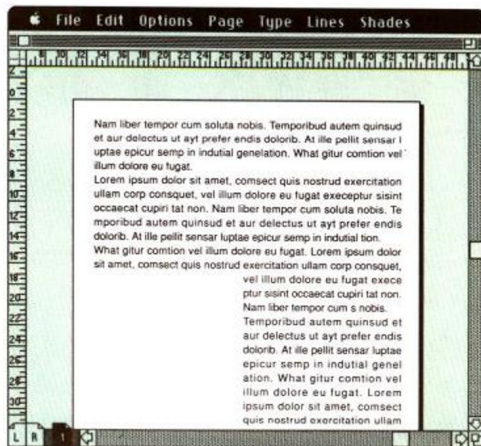 File Edit Options Page Type Lines Shades
Nam liber tempor cum soluta nobis. Temporibud autem quinsud
et aur delectus ut ayt prefer endis dolorib. At ille pellit sensar l
uptae epicur semp in indutial genelation. What gitur comtion vel
illum dolore eu fugat.
Lorem ipsum dolor sit amet, comsect quis nostrud exercitation
ullam corp consquet, vel illum dolore eu fugat execeptur sisint
occaecat cupiri tat non. Nam liber tempor cum soluta nobis. Te
mporibud autem quinsud et aur delectus ut ayt prefer endis
dolorib. At ille pellit sensar luptae epicur semp in indutial tion.
What gitur comtion vel illum dolore eu fugat. Lorem ipsum dolor
sit amet, comsect quis nostrud exercitation ullam corp consquet,
vel illum dolore eu fugat exece
ptur sisint occaecat cupiri tat non.
Nam liber tempor cum s nobis.
Temporibud autem quinsud et
aur delectus ut ayt prefer endis
dolorib. At ille pellit sensar luptae
epicur semp in indutial genel
ation. What gitur comtion vel
illum dolore eu fugat. Lorem
ipsum dolor sit amet, comsect
quis nostrud exercitation ullam
L R 1